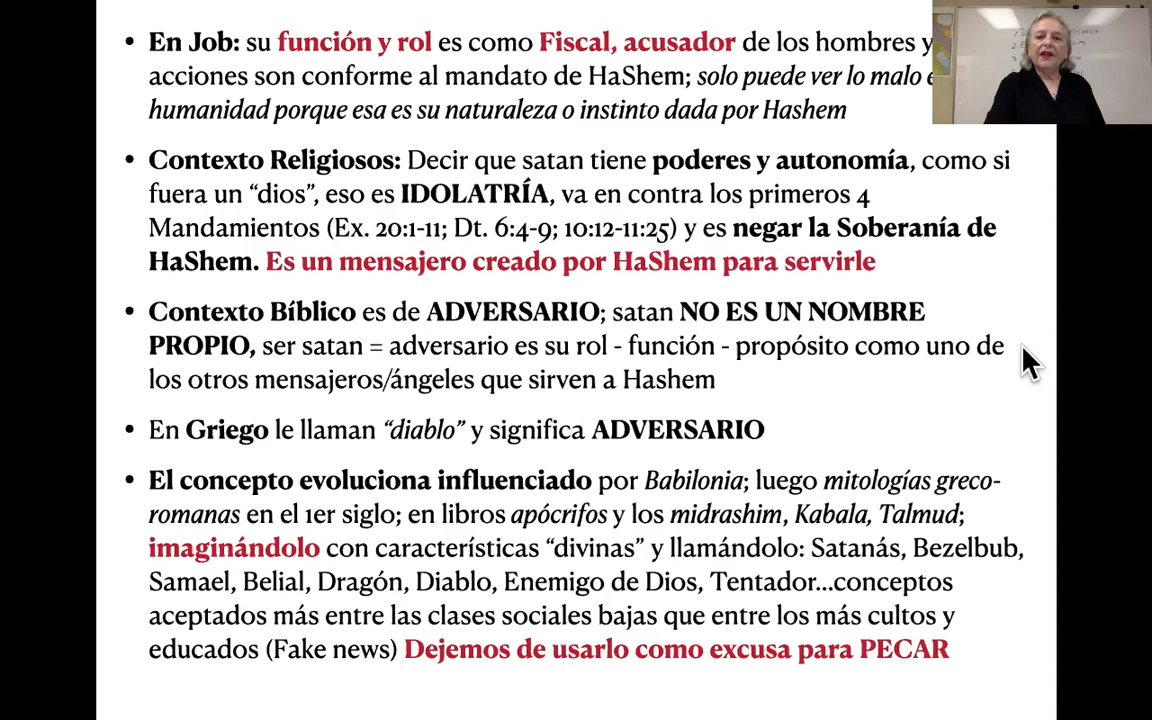 • En Job: su función y rol es como Fiscal, acusador de los hombres y
acciones son conforme al mandato de HaShem; solo puede ver lo malo
humanidad porque esa es su naturaleza o instinto dada por Hashem
• Contexto Religiosos: Decir que satan tiene poderes y autonomía, como si
fuera un “dios”, eso es IDOLATRÍA, va en contra los primeros 4
Mandamientos (Ex. 20:1-11; Dt. 6:4-9; 10:12-11:25) y es negar la Soberanía de
HaShem. Es un mensajero creado por HaShem para servirle
• Contexto Bíblico es de ADVERSARIO; satan NO ES UN NOMBRE
PROPIO, ser satan = adversario es su rol - función - propósito como uno de
los otros mensajeros/ángeles que sirven a Hashem
• En Griego le llaman “diablo” y significa ADVERSARIO
• El concepto evoluciona influenciado por Babilonia; luego mitologías greco-
romanas en el 1er siglo; en libros apócrifos y los midrashim, Kabala, Talmud;
imaginándolo con características “divinas” y llamándolo: Satanás, Bezelbub,
Samael, Belial, Dragón, Diablo, Enemigo de Dios, Tentador...conceptos
aceptados más entre las clases sociales bajas que entre los más cultos y
educados (Fake news) Dejemos de usarlo como excusa para PECAR